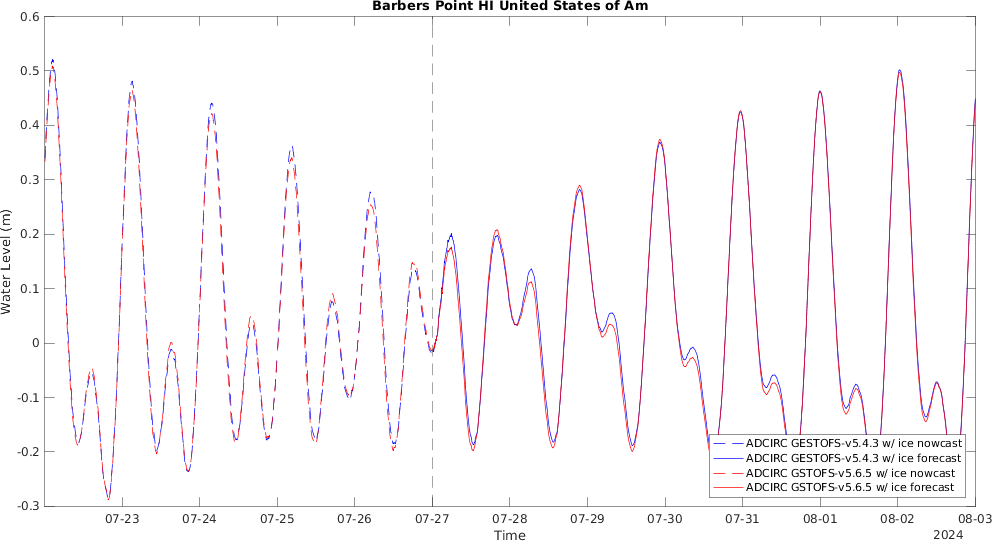 Barbers Point HI United States of Am
0.6
0.5
0.4
0.3
0.2
0.1
0
-0.1
-0.2
-0.3
Water Level (m)
ADCIRC GESTOFS-v5.4.3 w/ ice nowcast
ADCIRC GESTOFS-v5.4.3 w/ ice forecast
ADCIRC GSTOFS-v5.6.5 w/ ice nowcast
ADCIRC GSTOFS-v5.6.5 w/ ice forecast
07-23 07-24 07-25 07-26 07-27 07-28 07-29 07-30 07-31 08-01 08-02 08-03
Time
2024